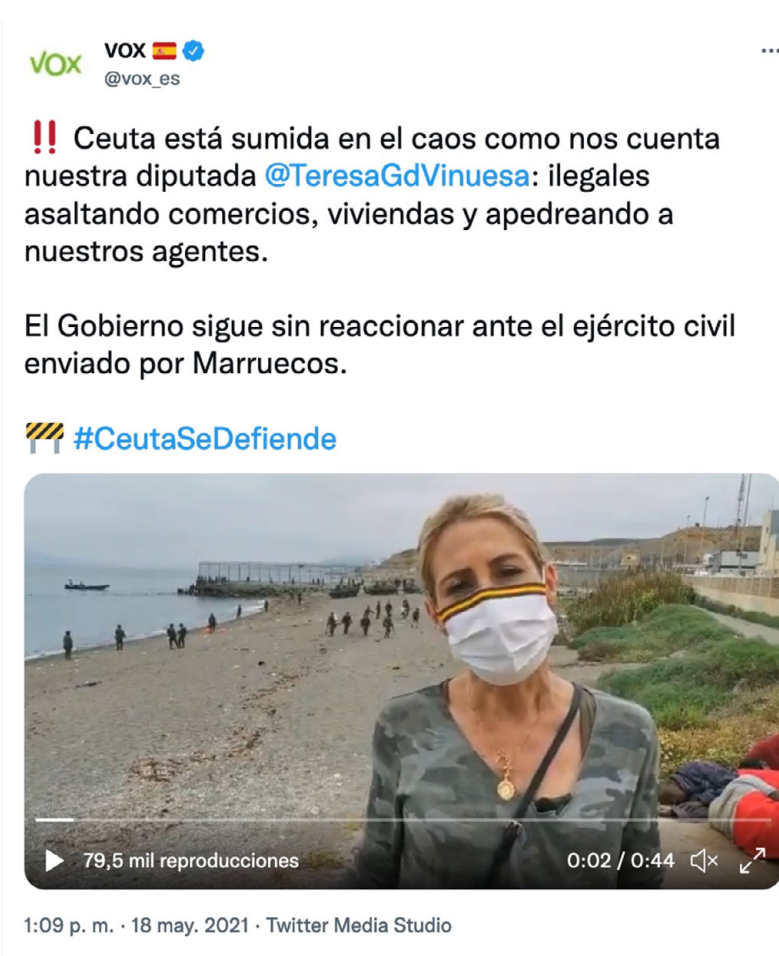 VOX
VOX 🇪🇸
@vox_es
...
‼️ Ceuta está sumida en el caos como nos cuenta
nuestra diputada @TeresaGdVinuesa: ilegales
asaltando comercios, viviendas y apedreando a
nuestros agentes.
El Gobierno sigue sin reaccionar ante el ejército civil
enviado por Marruecos.
🚧 #CeutaSeDefiende
79,5 mil reproducciones
0:02 / 0:44
1:09 p. m. · 18 may. 2021 · Twitter Media Studio